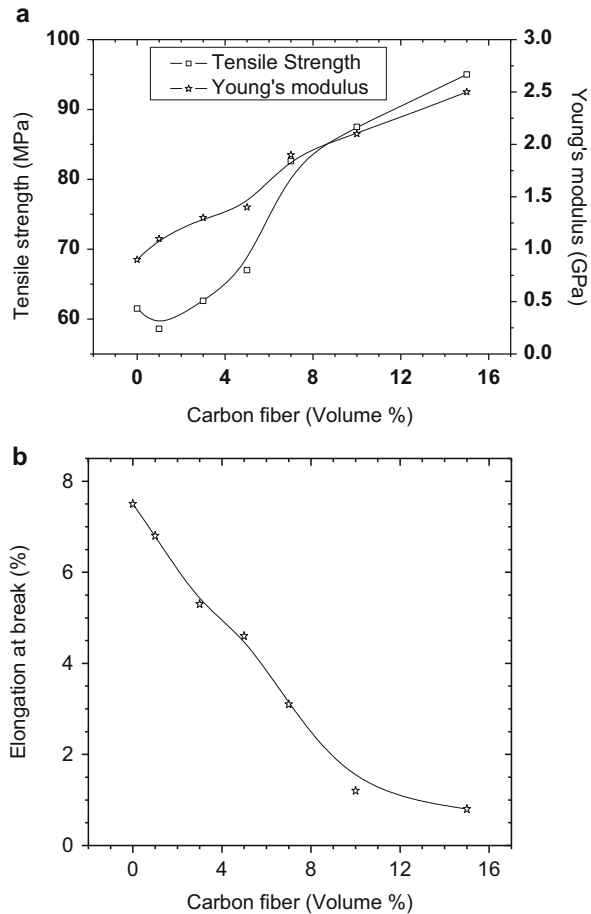 a
Tensile Strength
Young's modulus
100
90
80
70
60
Tensile strength (MPa)
3.0
2.5
2.0
1.5
1.0
0.5
0.0
Young's modulus (GPa)
0 4 8 12 16
Carbon fiber (Volume %)
b
8
6
4
2
0
Elongation at break (%)
0 4 8 12 16
Carbon fiber (Volume %)